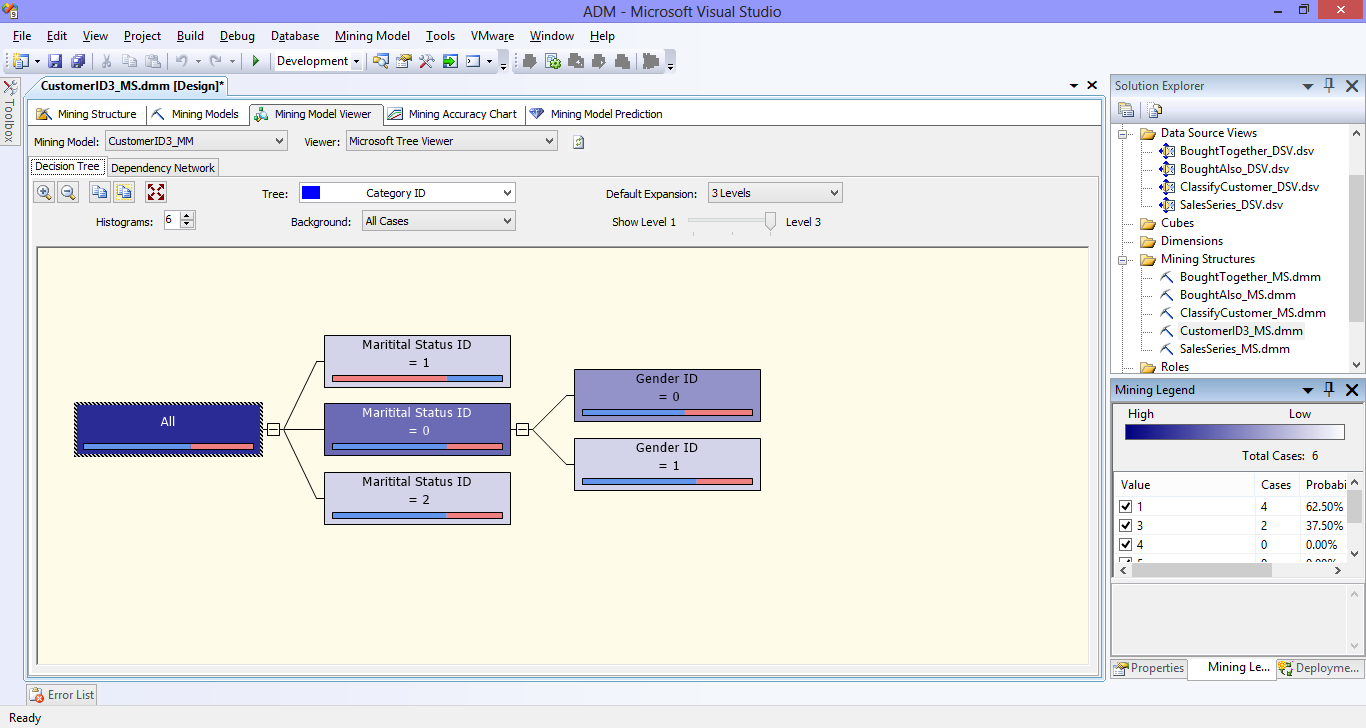 ADM - Microsoft Visual Studio
File Edit View Project Build Debug Database Mining Model Tools VMware Window Help
Development
Toolbox
CustomerID3_MS.dmm [Design]*
Mining Structure Mining Models Mining Model Viewer Mining Accuracy Chart Mining Model Prediction
Mining Model: CustomerID3_MM Viewer: Microsoft Tree Viewer
Decision Tree Dependency Network
Tree: Category ID Default Expansion: 3 Levels
Histograms: 6 Background: All Cases Show Level 1 Level 3
All
Maritital Status ID
= 1
Maritital Status ID
= 0
Maritital Status ID
= 2
Gender ID
= 0
Gender ID
= 1
Solution Explorer
Data Source Views
BoughtTogether_DSV.dsv
BoughtAlso_DSV.dsv
ClassifyCustomer_DSV.dsv
SalesSeries_DSV.dsv
Cubes
Dimensions
Mining Structures
BoughtTogether_MS.dmm
BoughtAlso_MS.dmm
ClassifyCustomer_MS.dmm
CustomerID3_MS.dmm
SalesSeries_MS.dmm
Roles
Mining Legend
High Low
Total Cases: 6
Value Cases Probabi
1 4 62.50%
3 2 37.50%
4 0 0.00%
Properties Mining Le... Deployme...
Error List
Ready